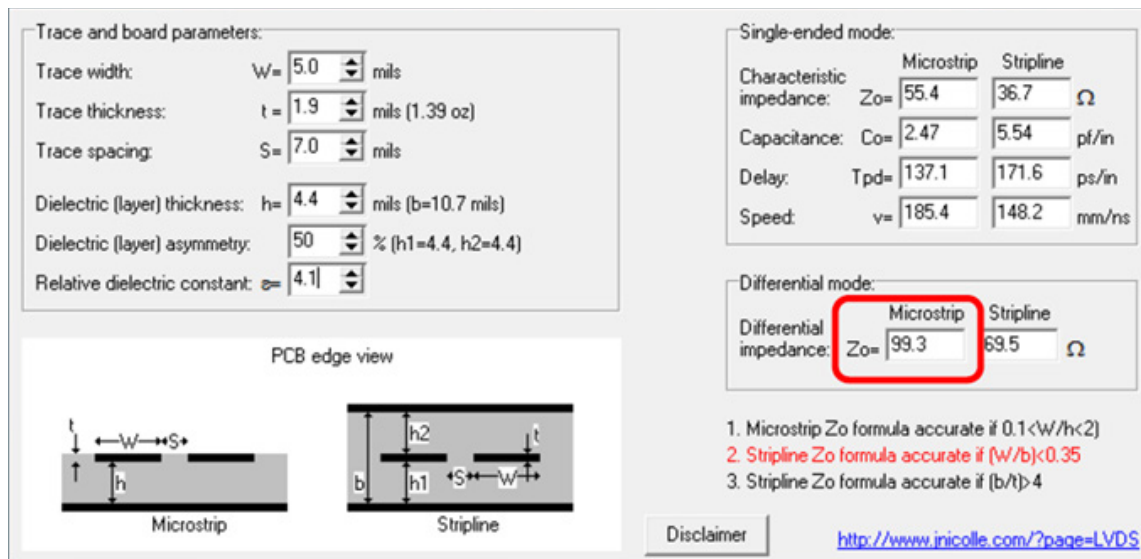 Trace and board parameters:
Trace width: W= 5.0 mils
Trace thickness: t = 1.9 mils (1.39 oz)
Trace spacing: S= 7.0 mils
Dielectric (layer) thickness: h= 4.4 mils (b=10.7 mils)
Dielectric (layer) asymmetry: 50 % (h1=4.4, h2=4.4)
Relative dielectric constant: ε= 4.1
PCB edge view
t
W
S
h
Microstrip
b
h2
h1
t
S
W
Stripline
Single-ended mode:
Microstrip Stripline
Characteristic
impedance: Zo= 55.4 36.7 Ω
Capacitance: Co= 2.47 5.54 pf/in
Delay: Tpd= 137.1 171.6 ps/in
Speed: v= 185.4 148.2 mm/ns
Differential mode:
Microstrip Stripline
Differential
impedance: Zo= 99.3 69.5 Ω
1. Microstrip Zo formula accurate if 0.1<W/h<2)
2. Stripline Zo formula accurate if (W/b)<0.35
3. Stripline Zo formula accurate if (b/t)>4
Disclaimer
http://www.jnicolle.com/?page=LVDS